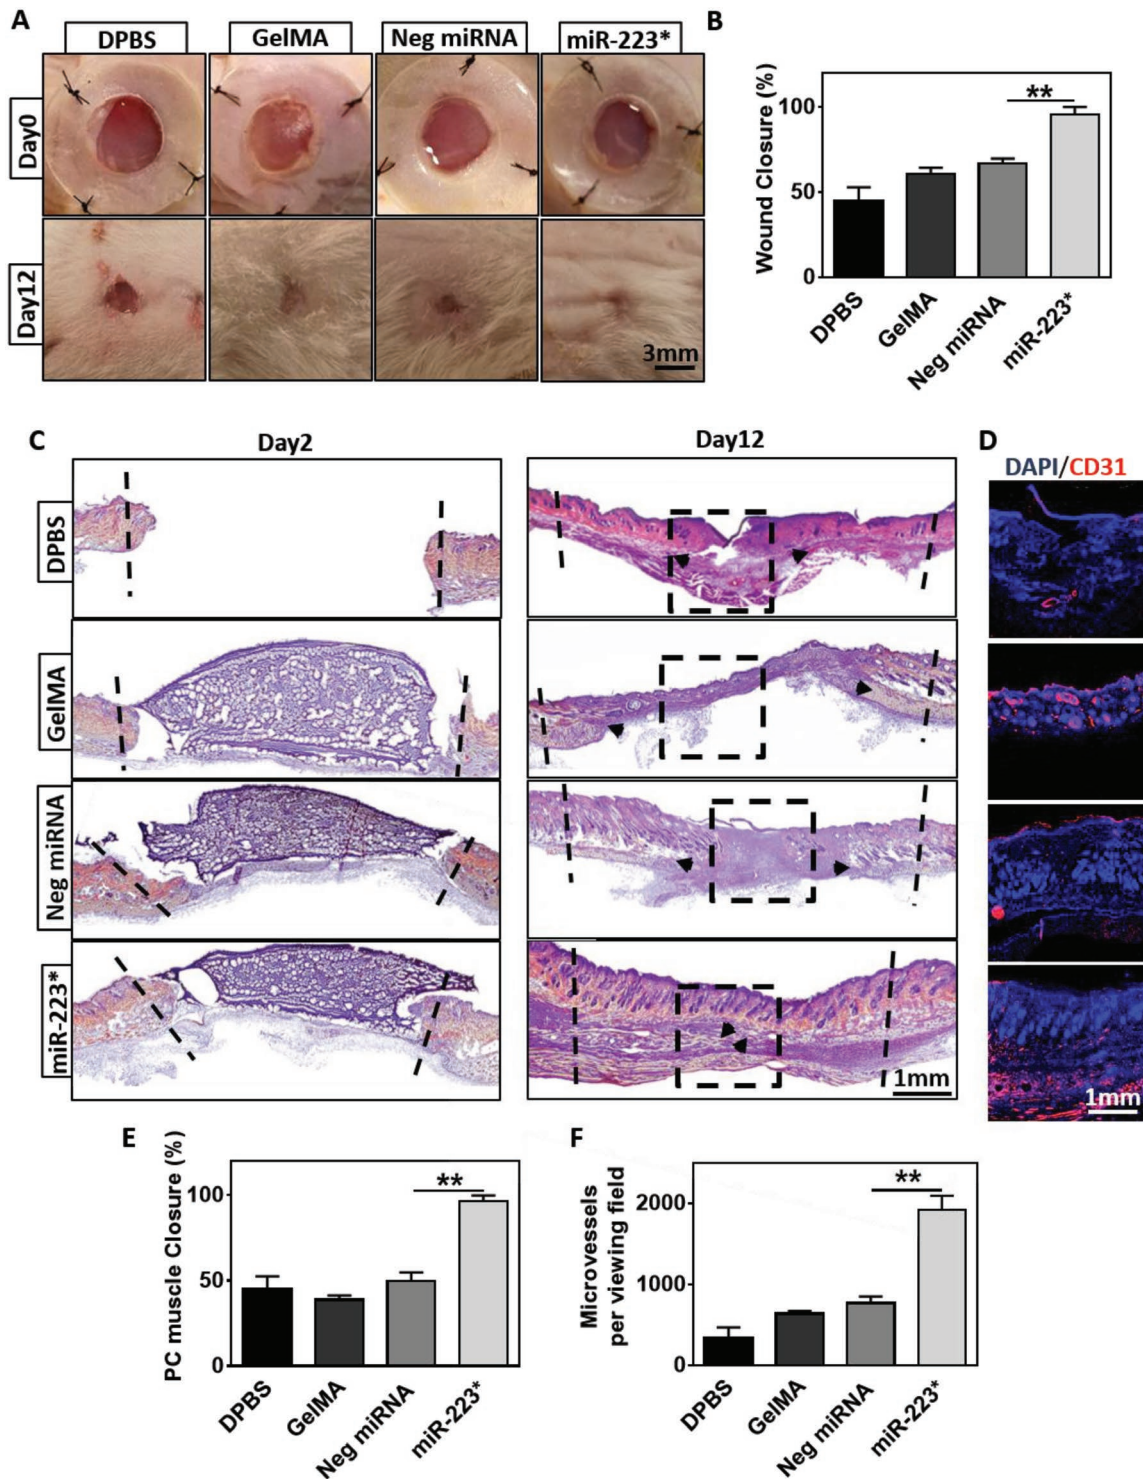 A
DPBS
GelMA
Neg miRNA
miR-223*
Day0
Day12
3mm
B
Wound Closure (%)
100
50
0
**
DPBS
GelMA
Neg miRNA
miR-223*
C
Day2
Day12
DPBS
GelMA
Neg miRNA
miR-223*
1mm
D
DAPI/CD31
1mm
E
PC muscle Closure (%)
100
50
0
**
DPBS
GelMA
Neg miRNA
miR-223*
F
Microvessels
per viewing field
2000
1000
0
**
DPBS
GelMA
Neg miRNA
miR-223*